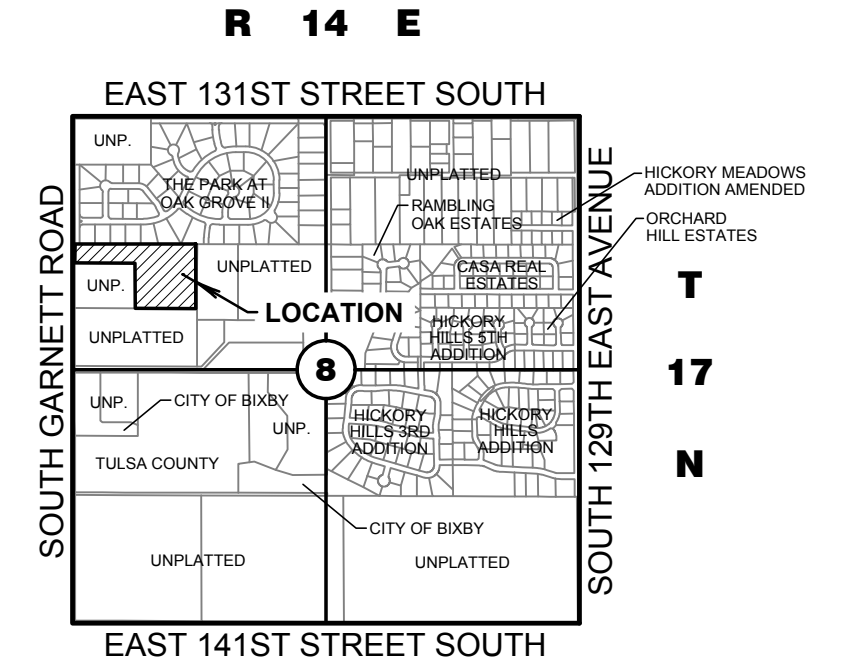 R 14 E
EAST 131ST STREET SOUTH
UNP.
THE PARK AT
OAK GROVE II
UNPLATTED
HICKORY MEADOWS
ADDITION AMENDED
RAMBLING
OAK ESTATES
ORCHARD
HILL ESTATES
SOUTH GARNETT ROAD
UNP.
UNPLATTED
CASA REAL
ESTATES
T
LOCATION
UNPLATTED
HICKORY
HILLS 5TH
ADDITION
SOUTH 129TH EAST AVENUE
8
17
UNP.
CITY OF BIXBY
UNP.
HICKORY
HILLS 3RD
ADDITION
HICKORY
HILLS
ADDITION
TULSA COUNTY
N
CITY OF BIXBY
UNPLATTED
UNPLATTED
EAST 141ST STREET SOUTH